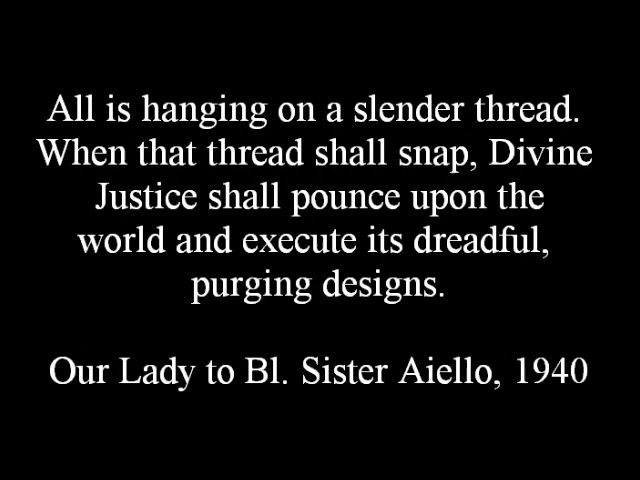 All is hanging on a slender thread.
When that thread shall snap, Divine
Justice shall pounce upon the
world and execute its dreadful,
purging designs.
Our Lady to Bl. Sister Aiello, 1940